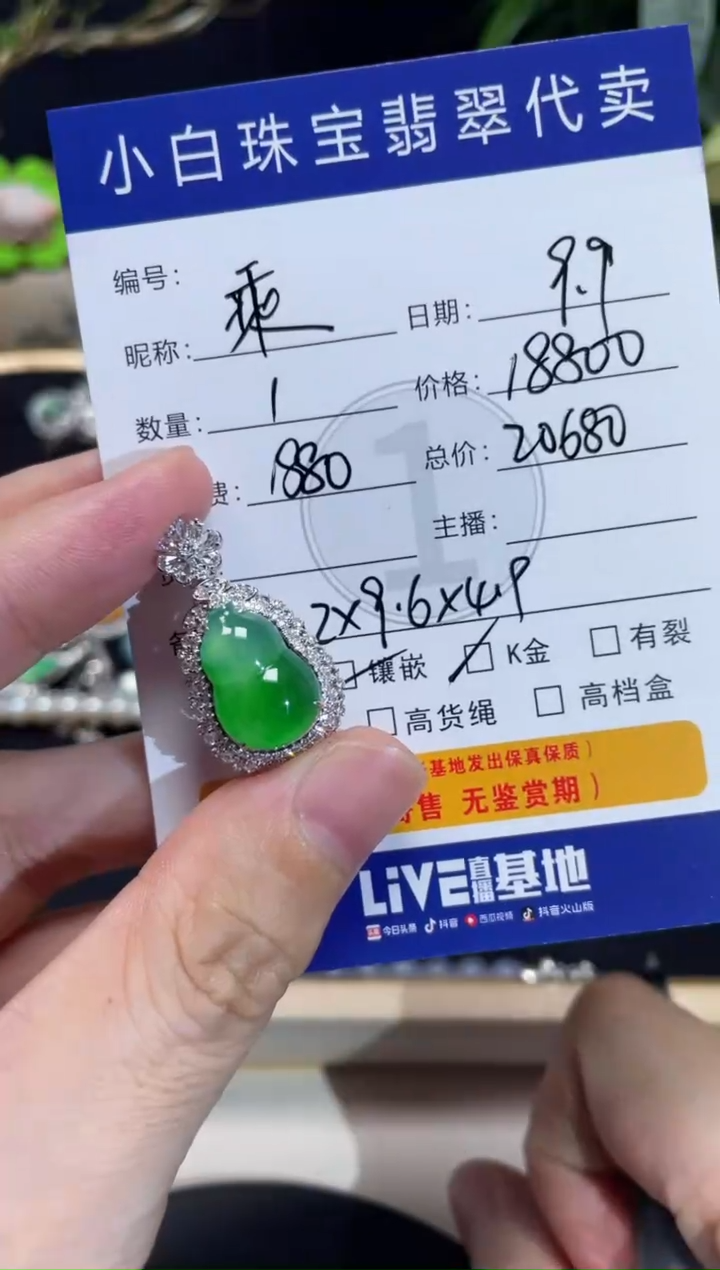 小白珠宝翡翠代卖
编号：
昵称： 乘 日期： 9.9
数量： 1 价格： 18800
费： 1880 总价： 20680
主播：
2×9.6×4.9
镶嵌 K金 有裂
高货绳 高档盒
基地发出保真保质）
售 无鉴赏期）
LiVE直播基地
今日头条 抖音 西瓜视频 抖音火山版